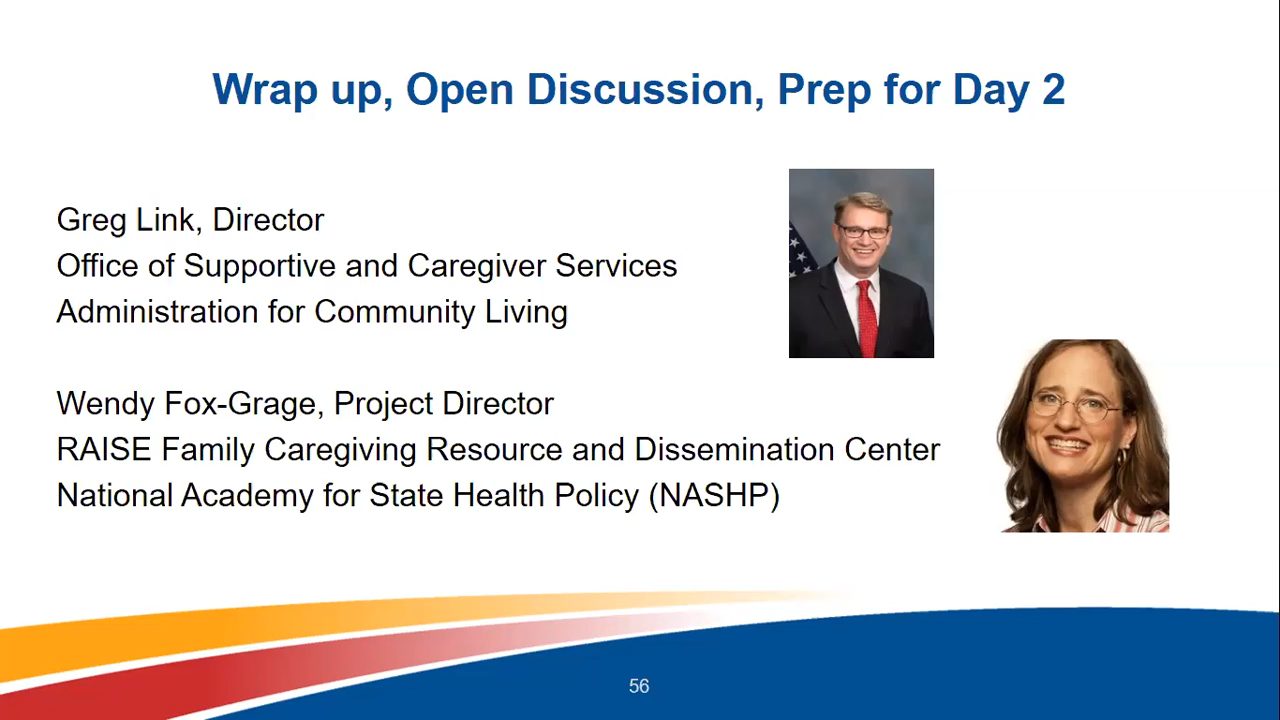 Wrap up, Open Discussion, Prep for Day 2
Greg Link, Director
Office of Supportive and Caregiver Services
Administration for Community Living
Wendy Fox-Grage, Project Director
RAISE Family Caregiving Resource and Dissemination Center
National Academy for State Health Policy (NASHP)
56